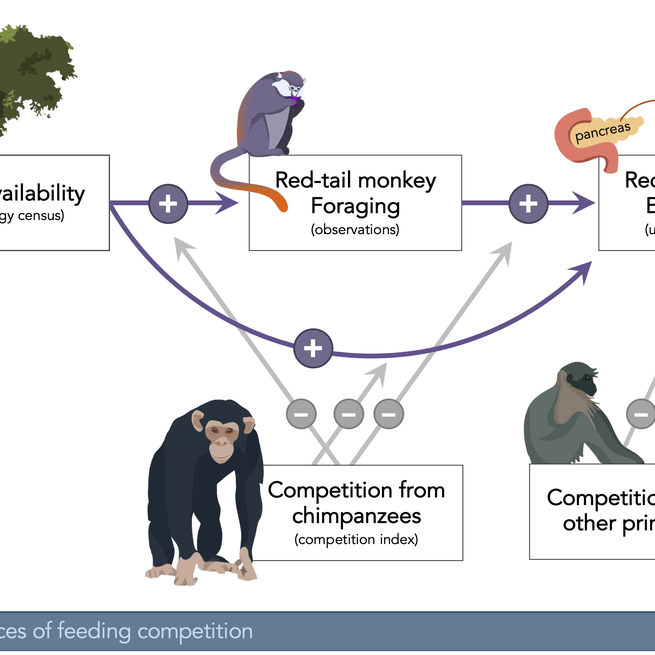 pancreas
vailability
gy census)
+
Red-tail monkey
Foraging
(observations)
+
Rec
E
(u
+
− − −
−
Competition from
chimpanzees
(competition index)
Competitio
other prir
ces of feeding competition